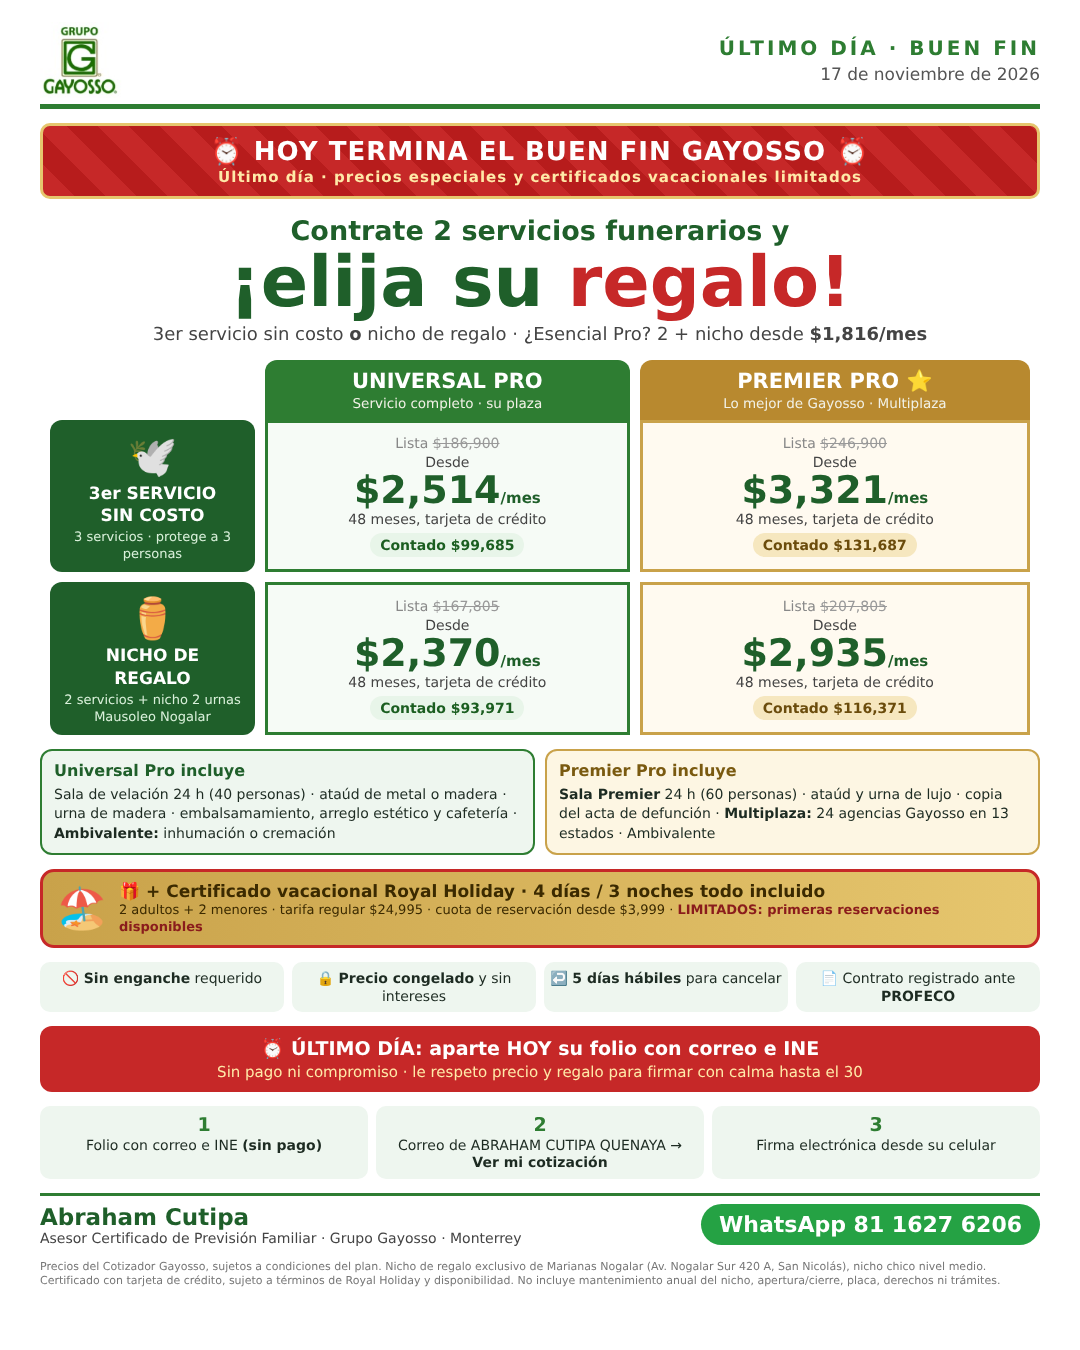 GRUPO
G
GAYOSSO
ÚLTIMO DÍA · BUEN FIN
17 de noviembre de 2026
⏰ HOY TERMINA EL BUEN FIN GAYOSSO ⏰
Último día · precios especiales y certificados vacacionales limitados
Contrate 2 servicios funerarios y
¡elija su regalo!
3er servicio sin costo o nicho de regalo · ¿Esencial Pro? 2 + nicho desde $1,816/mes
UNIVERSAL PRO
Servicio completo · su plaza
PREMIER PRO ⭐
Lo mejor de Gayosso · Multiplaza
🕊️
3er SERVICIO
SIN COSTO
3 servicios · protege a 3
personas
Lista $186,900
Desde
$2,514/mes
48 meses, tarjeta de crédito
Contado $99,685
Lista $246,900
Desde
$3,321/mes
48 meses, tarjeta de crédito
Contado $131,687
⚱️
NICHO DE
REGALO
2 servicios + nicho 2 urnas
Mausoleo Nogalar
Lista $167,805
Desde
$2,370/mes
48 meses, tarjeta de crédito
Contado $93,971
Lista $207,805
Desde
$2,935/mes
48 meses, tarjeta de crédito
Contado $116,371
Universal Pro incluye
Sala de velación 24 h (40 personas) · ataúd de metal o madera ·
urna de madera · embalsamamiento, arreglo estético y cafetería ·
Ambivalente: inhumación o cremación
Premier Pro incluye
Sala Premier 24 h (60 personas) · ataúd y urna de lujo · copia
del acta de defunción · Multiplaza: 24 agencias Gayosso en 13
estados · Ambivalente
🏖️
🎁 + Certificado vacacional Royal Holiday · 4 días / 3 noches todo incluido
2 adultos + 2 menores · tarifa regular $24,995 · cuota de reservación desde $3,999 · LIMITADOS: primeras reservaciones
disponibles
🚫 Sin enganche requerido
🔒 Precio congelado y sin
intereses
↩️ 5 días hábiles para cancelar
📄 Contrato registrado ante
PROFECO
⏰ ÚLTIMO DÍA: aparte HOY su folio con correo e INE
Sin pago ni compromiso · le respeto precio y regalo para firmar con calma hasta el 30
1
Folio con correo e INE (sin pago)
2
Correo de ABRAHAM CUTIPA QUENAYA →
Ver mi cotización
3
Firma electrónica desde su celular
Abraham Cutipa
Asesor Certificado de Previsión Familiar · Grupo Gayosso · Monterrey
WhatsApp 81 1627 6206
Precios del Cotizador Gayosso, sujetos a condiciones del plan. Nicho de regalo exclusivo de Marianas Nogalar (Av. Nogalar Sur 420 A, San Nicolás), nicho chico nivel medio.
Certificado con tarjeta de crédito, sujeto a términos de Royal Holiday y disponibilidad. No incluye mantenimiento anual del nicho, apertura/cierre, placa, derechos ni trámites.